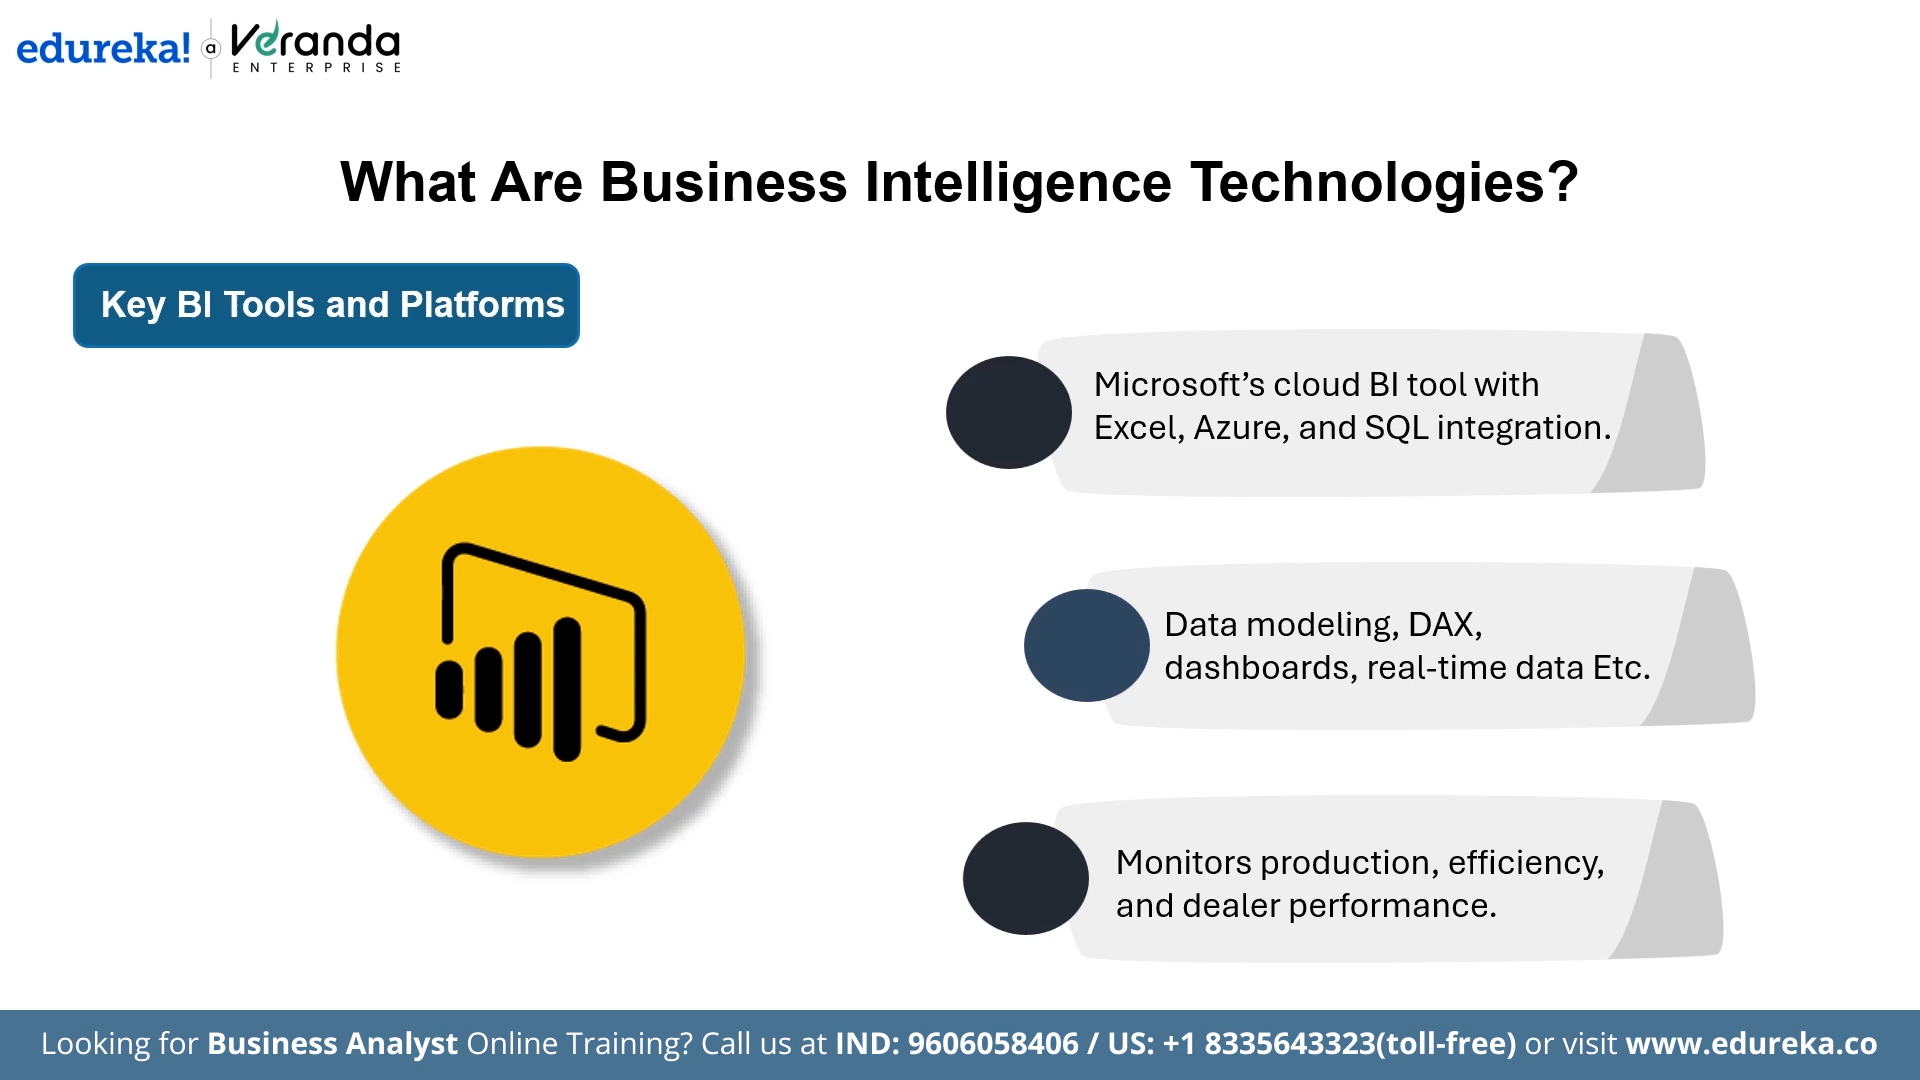 edureka! a Veranda
ENTERPRISE
What Are Business Intelligence Technologies?
Key BI Tools and Platforms
Microsoft’s cloud BI tool with
Excel, Azure, and SQL integration.
Data modeling, DAX,
dashboards, real-time data Etc.
Monitors production, efficiency,
and dealer performance.
Looking for Business Analyst Online Training? Call us at IND: 9606058406 / US: +1 8335643323(toll-free) or visit www.edureka.co